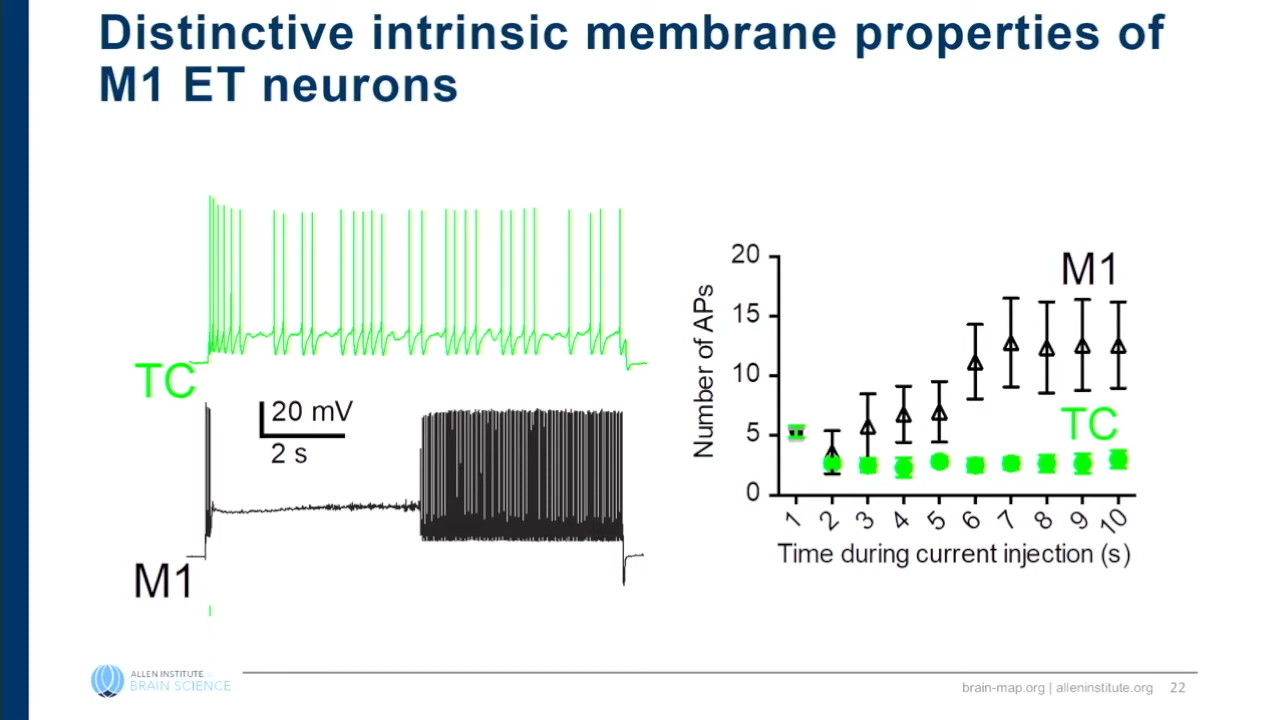 Distinctive intrinsic membrane properties of
M1 ET neurons
TC
20 mV
2 s
M1
20
15
10
5
0
Number of APs
M1
TC
1 2 3 4 5 6 7 8 9 10
Time during current injection (s)
ALLEN INSTITUTE for
BRAIN SCIENCE
brain-map.org | alleninstitute.org 22